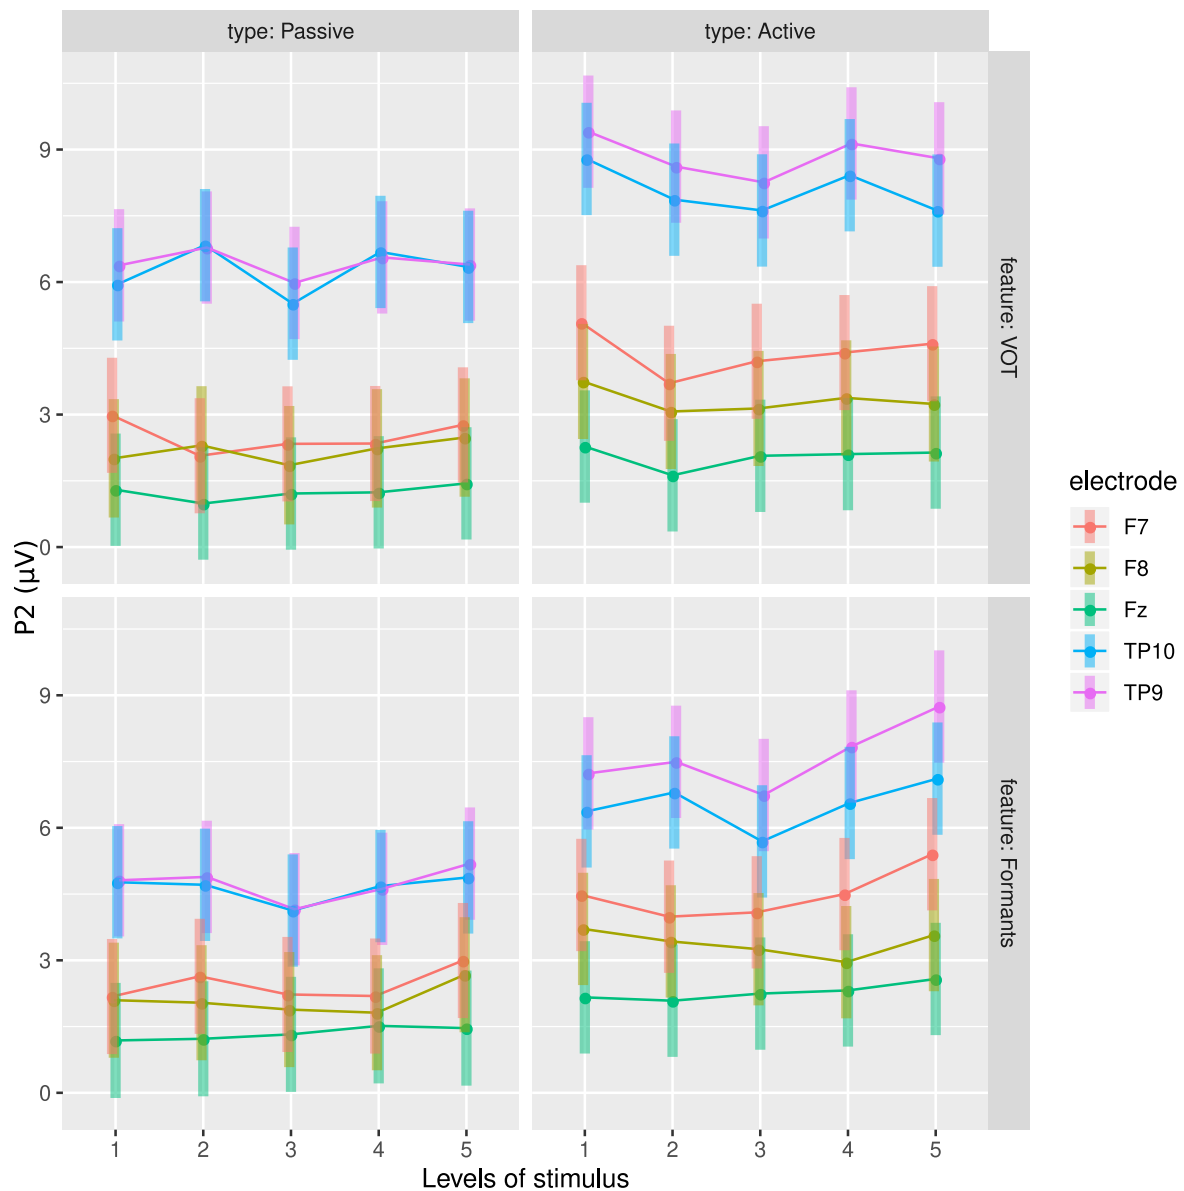 type: Passive
type: Active
9
6
3
0
feature: VOT
9
6
3
0
feature: Formants
P2 (µV)
1 2 3 4 5
1 2 3 4 5
Levels of stimulus
electrode
F7
F8
Fz
TP10
TP9